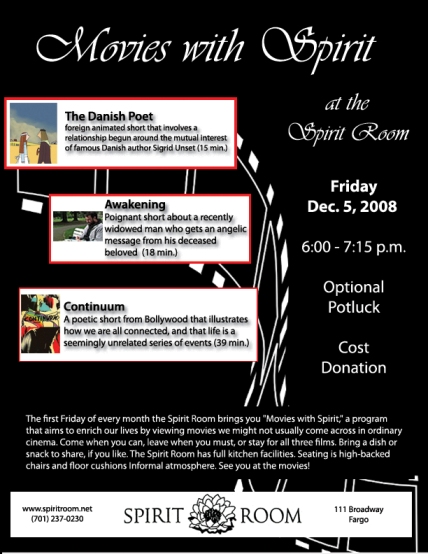 Movies with Spirit
at the
Spirit Room
The Danish Poet
foreign animated short that involves a
relationship begun around the mutual interest
of famous Danish author Sigrid Unset (15 min.)
Awakening
Poignant short about a recently
widowed man who gets an angelic
message from his deceased
beloved (18 min.)
Continuum
A poetic short from Bollywood that illustrates
how we are all connected, and that life is a
seemingly unrelated series of events (39 min.)
Friday
Dec. 5, 2008
6:00 - 7:15 p.m.
Optional
Potluck
Cost
Donation
The first Friday of every month the Spirit Room brings you "Movies with Spirit," a program
that aims to enrich our lives by viewing movies we might not usually come across in ordinary
cinema. Come when you can, leave when you must, or stay for all three films. Bring a dish or
snack to share, if you like. The Spirit Room has full kitchen facilities. Seating is high-backed
chairs and floor cushions Informal atmosphere. See you at the movies!
www.spiritroom.net
(701) 237-0230
SPIRIT ROOM
111 Broadway
Fargo